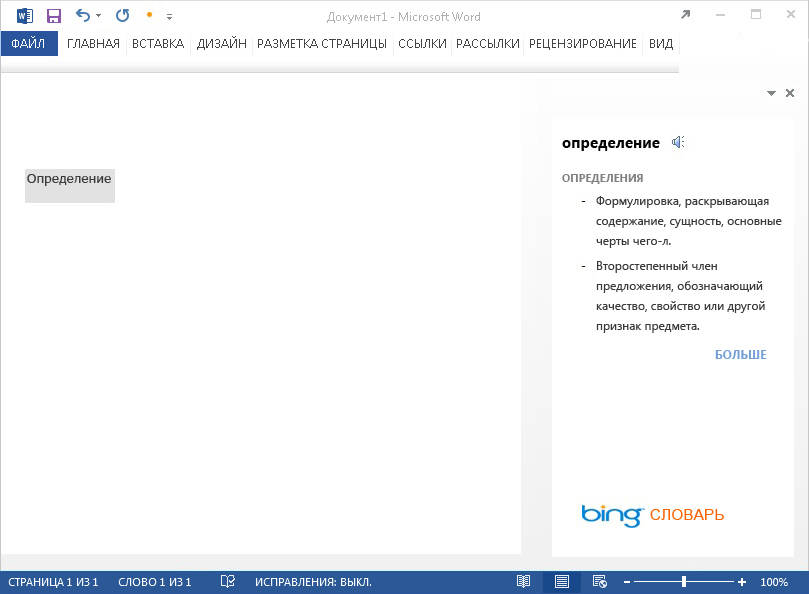 Документ1 - Microsoft Word
ФАЙЛ ГЛАВНАЯ ВСТАВКА ДИЗАЙН РАЗМЕТКА СТРАНИЦЫ ССЫЛКИ РАССЫЛКИ РЕЦЕНЗИРОВАНИЕ ВИД
определение
Определение
ОПРЕДЕЛЕНИЯ
- Формулировка, раскрывающая
содержание, сущность, основные
черты чего-л.
- Второстепенный член
предложения, обозначающий
качество, свойство или другой
признак предмета.
БОЛЬШЕ
bing СЛОВАРЬ
СТРАНИЦА 1 ИЗ 1 СЛОВО 1 ИЗ 1 ИСПРАВЛЕНИЯ: ВЫКЛ. 100%